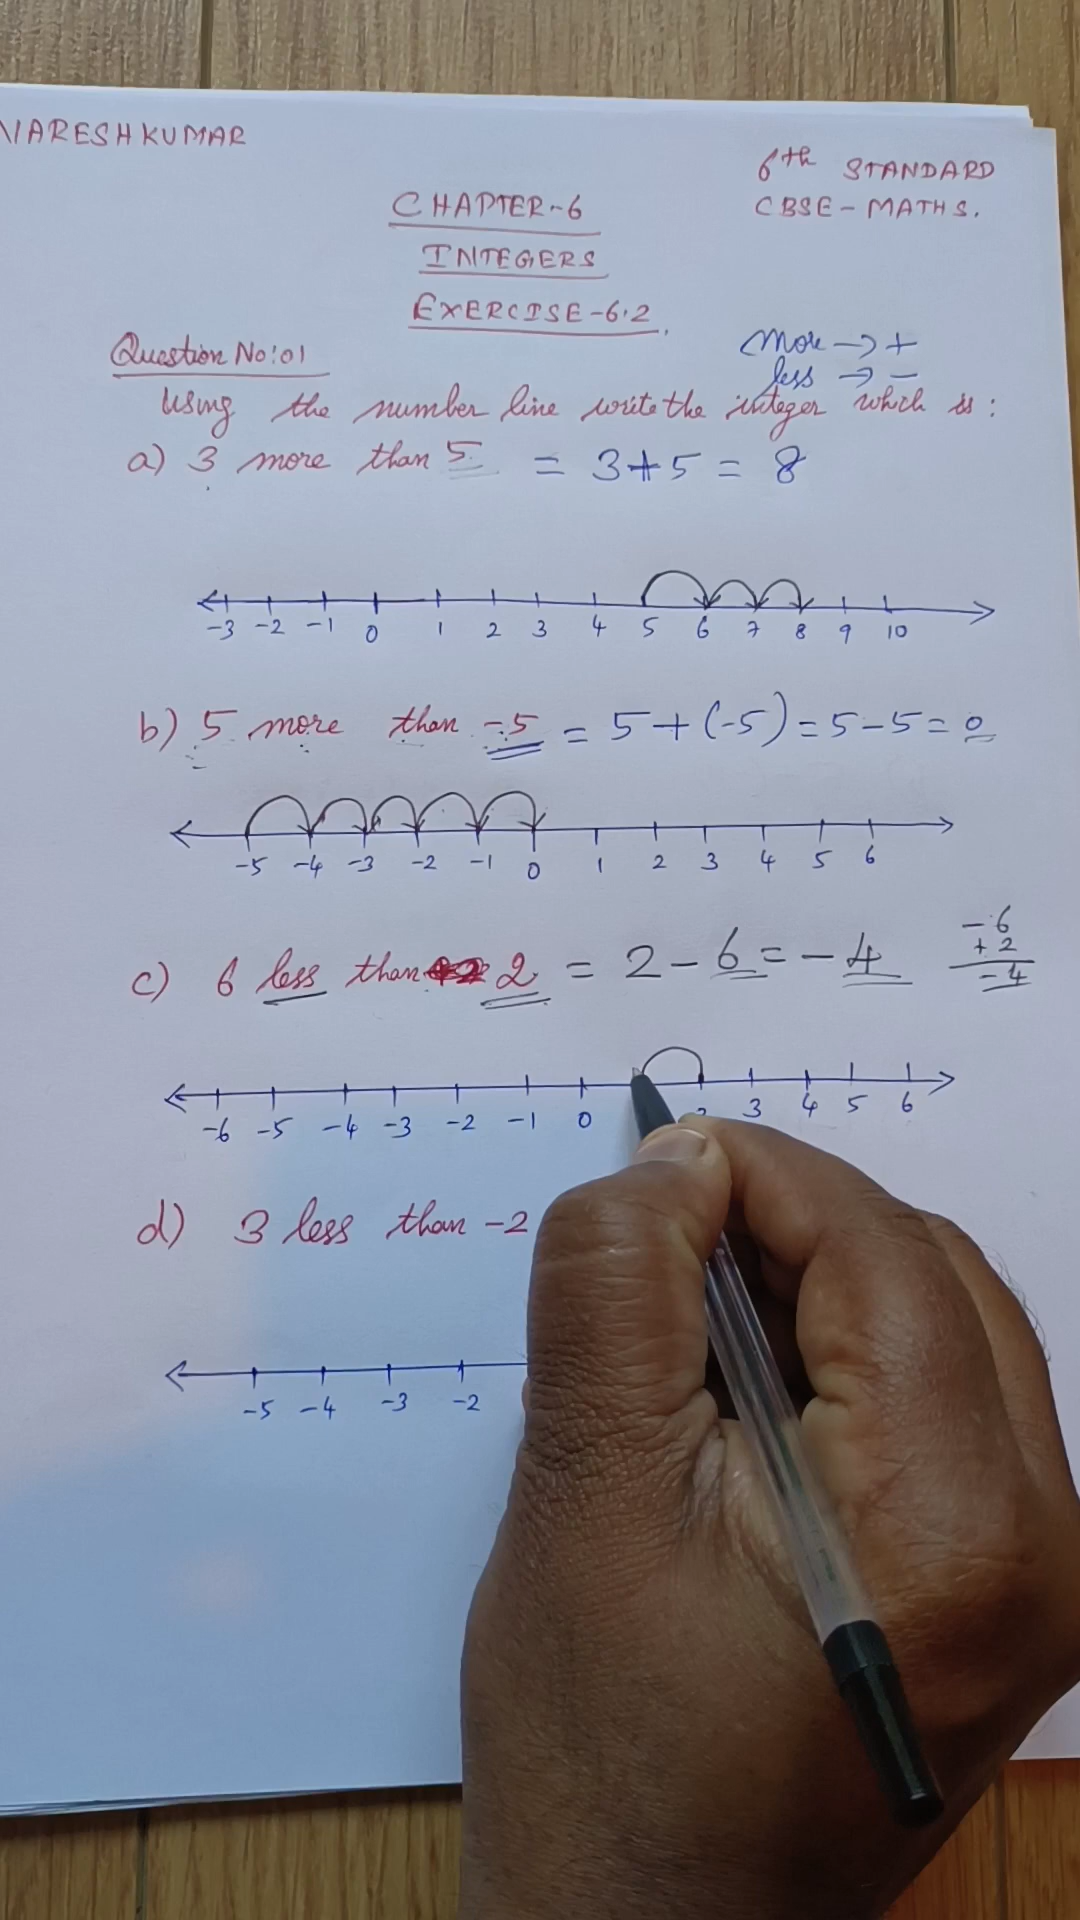 NARESHKUMAR
6th STANDARD
CBSE - MATHS.
CHAPTER-6
INTEGERS
EXERCISE-6.2
Question No:01
More → +
less → -
Using the number line write the integer which is :
a) 3 more than 5 = 3+5 = 8
-3 -2 -1 0 1 2 3 4 5 6 7 8 9 10
b) 5 more than -5 = 5+(-5) = 5-5 = 0
-5 -4 -3 -2 -1 0 1 2 3 4 5 6
c) 6 less than 2 = 2-6 = -4
-6
+2
-4
-6 -5 -4 -3 -2 -1 0 2 3 4 5 6
d) 3 less than -2
-5 -4 -3 -2